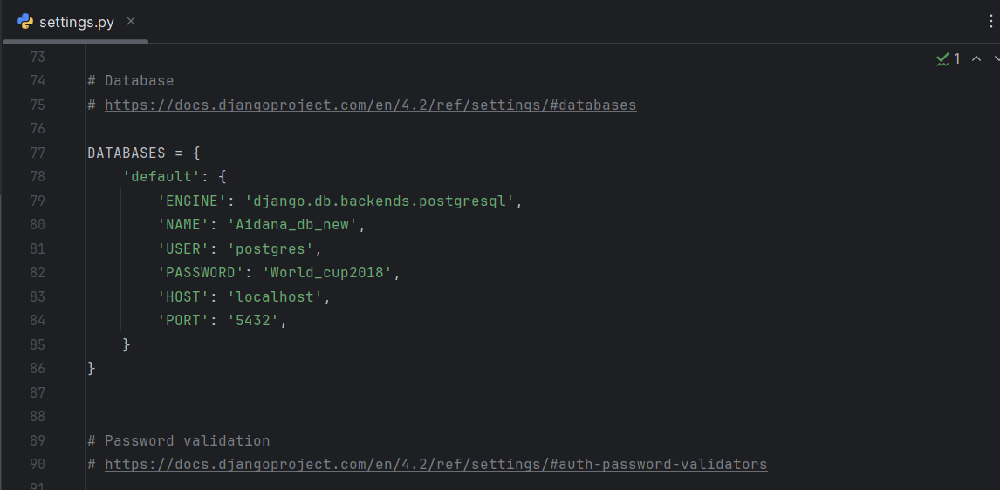 settings.py
1
73
74 # Database
75 # https://docs.djangoproject.com/en/4.2/ref/settings/#databases
76
77 DATABASES = {
78     'default': {
79         'ENGINE': 'django.db.backends.postgresql',
80         'NAME': 'Aidana_db_new',
81         'USER': 'postgres',
82         'PASSWORD': 'World_cup2018',
83         'HOST': 'localhost',
84         'PORT': '5432',
85     }
86 }
87
88
89 # Password validation
90 # https://docs.djangoproject.com/en/4.2/ref/settings/#auth-password-validators
91